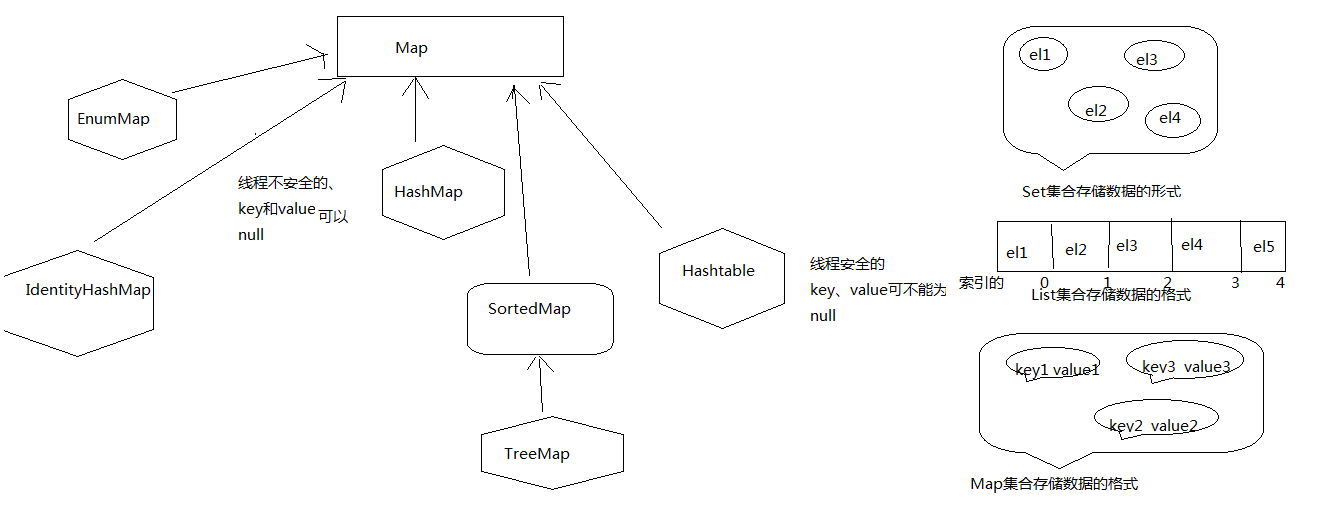 Map
EnumMap
线程不安全的、
key和value可以
null
HashMap
IdentityHashMap
SortedMap
TreeMap
Hashtable
线程安全的
key、value可不能为
null
el1
el3
el2
el4
Set集合存储数据的形式
el1 el2 el3 el4 el5
索引的 0 1 2 3 4
List集合存储数据的格式
key1 value1
key3 value3
key2 value2
Map集合存储数据的格式